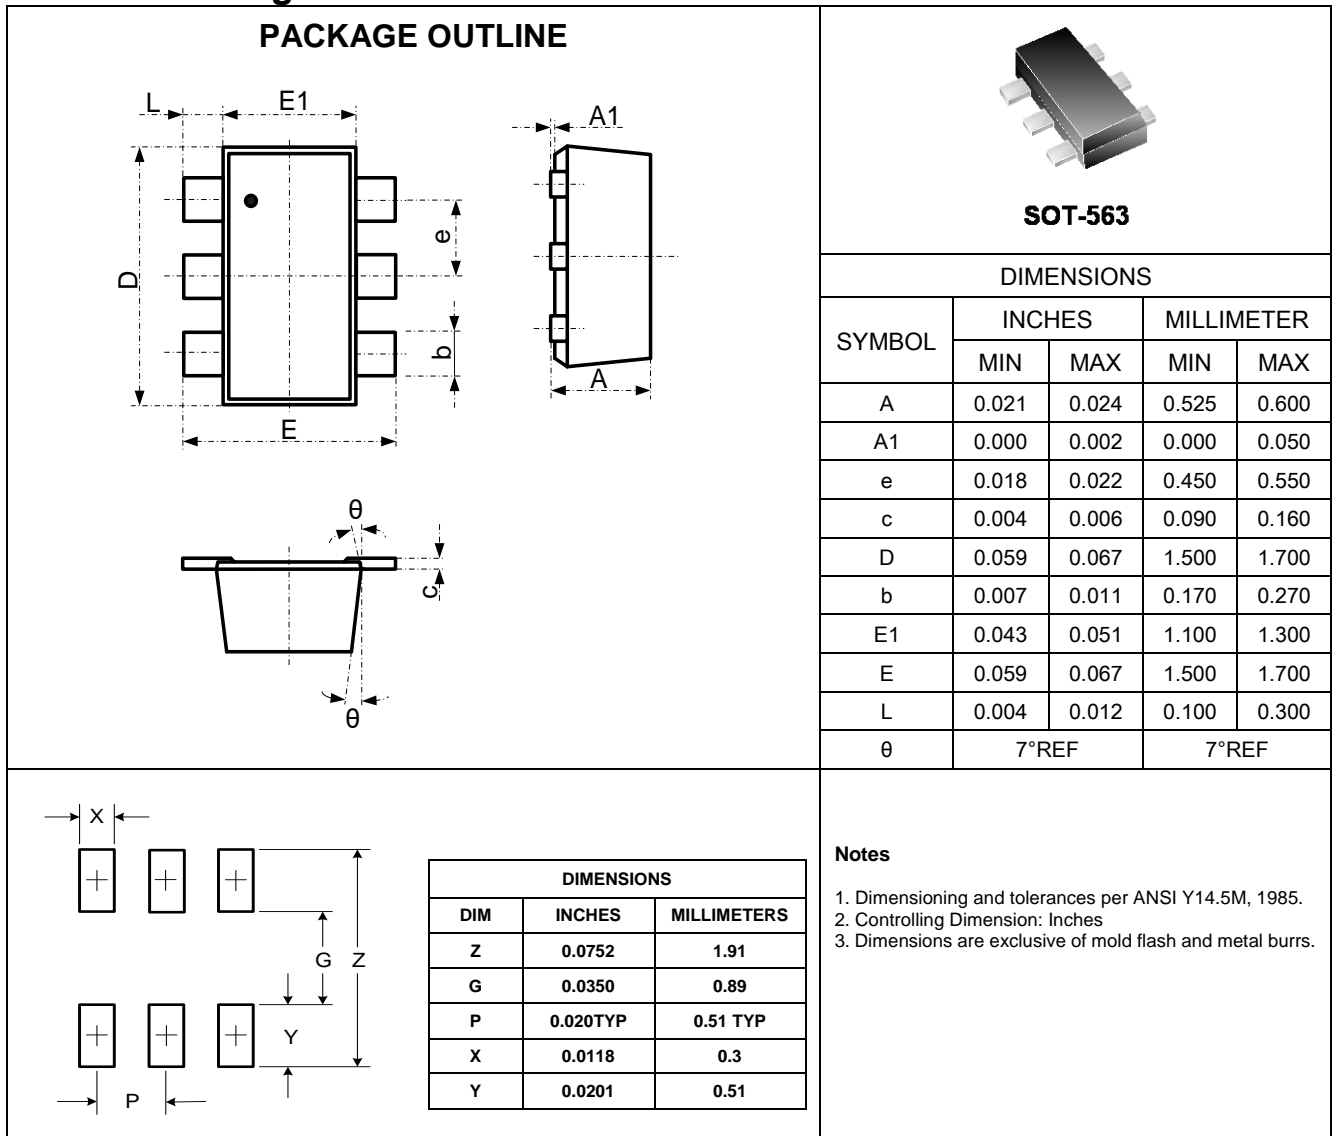 PACKAGE OUTLINE
L
E1
A1
D
e
b
E
A
θ
c
θ
SOT-563
DIMENSIONS
SYMBOL INCHES MILLIMETER
MIN MAX MIN MAX
A 0.021 0.024 0.525 0.600
A1 0.000 0.002 0.000 0.050
e 0.018 0.022 0.450 0.550
c 0.004 0.006 0.090 0.160
D 0.059 0.067 1.500 1.700
b 0.007 0.011 0.170 0.270
E1 0.043 0.051 1.100 1.300
E 0.059 0.067 1.500 1.700
L 0.004 0.012 0.100 0.300
θ 7°REF 7°REF
X
G
Z
Y
P
DIMENSIONS
DIM INCHES MILLIMETERS
Z 0.0752 1.91
G 0.0350 0.89
P 0.020TYP 0.51 TYP
X 0.0118 0.3
Y 0.0201 0.51
Notes
1. Dimensioning and tolerances per ANSI Y14.5M, 1985.
2. Controlling Dimension: Inches
3. Dimensions are exclusive of mold flash and metal burrs.